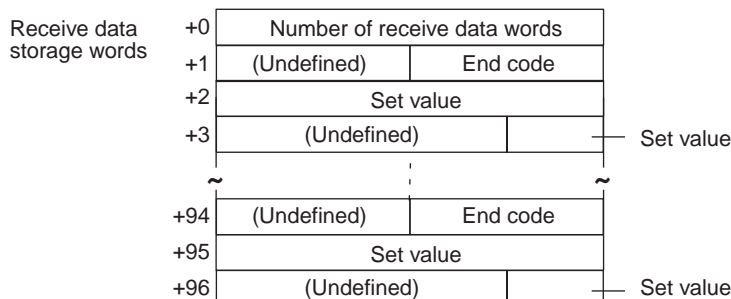 Receive data
storage words
+0 Number of receive data words
+1 (Undefined) End code
+2 Set value
+3 (Undefined) Set value
~ ~
+94 (Undefined) End code
+95 Set value
+96 (Undefined) Set value